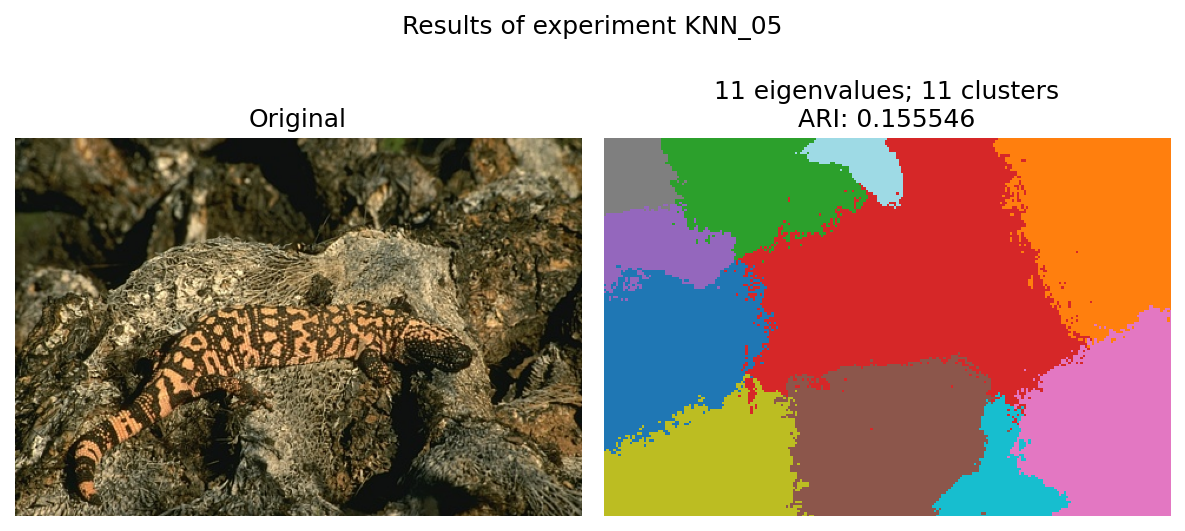 Results of experiment KNN_05
Original
11 eigenvalues; 11 clusters
ARI: 0.155546